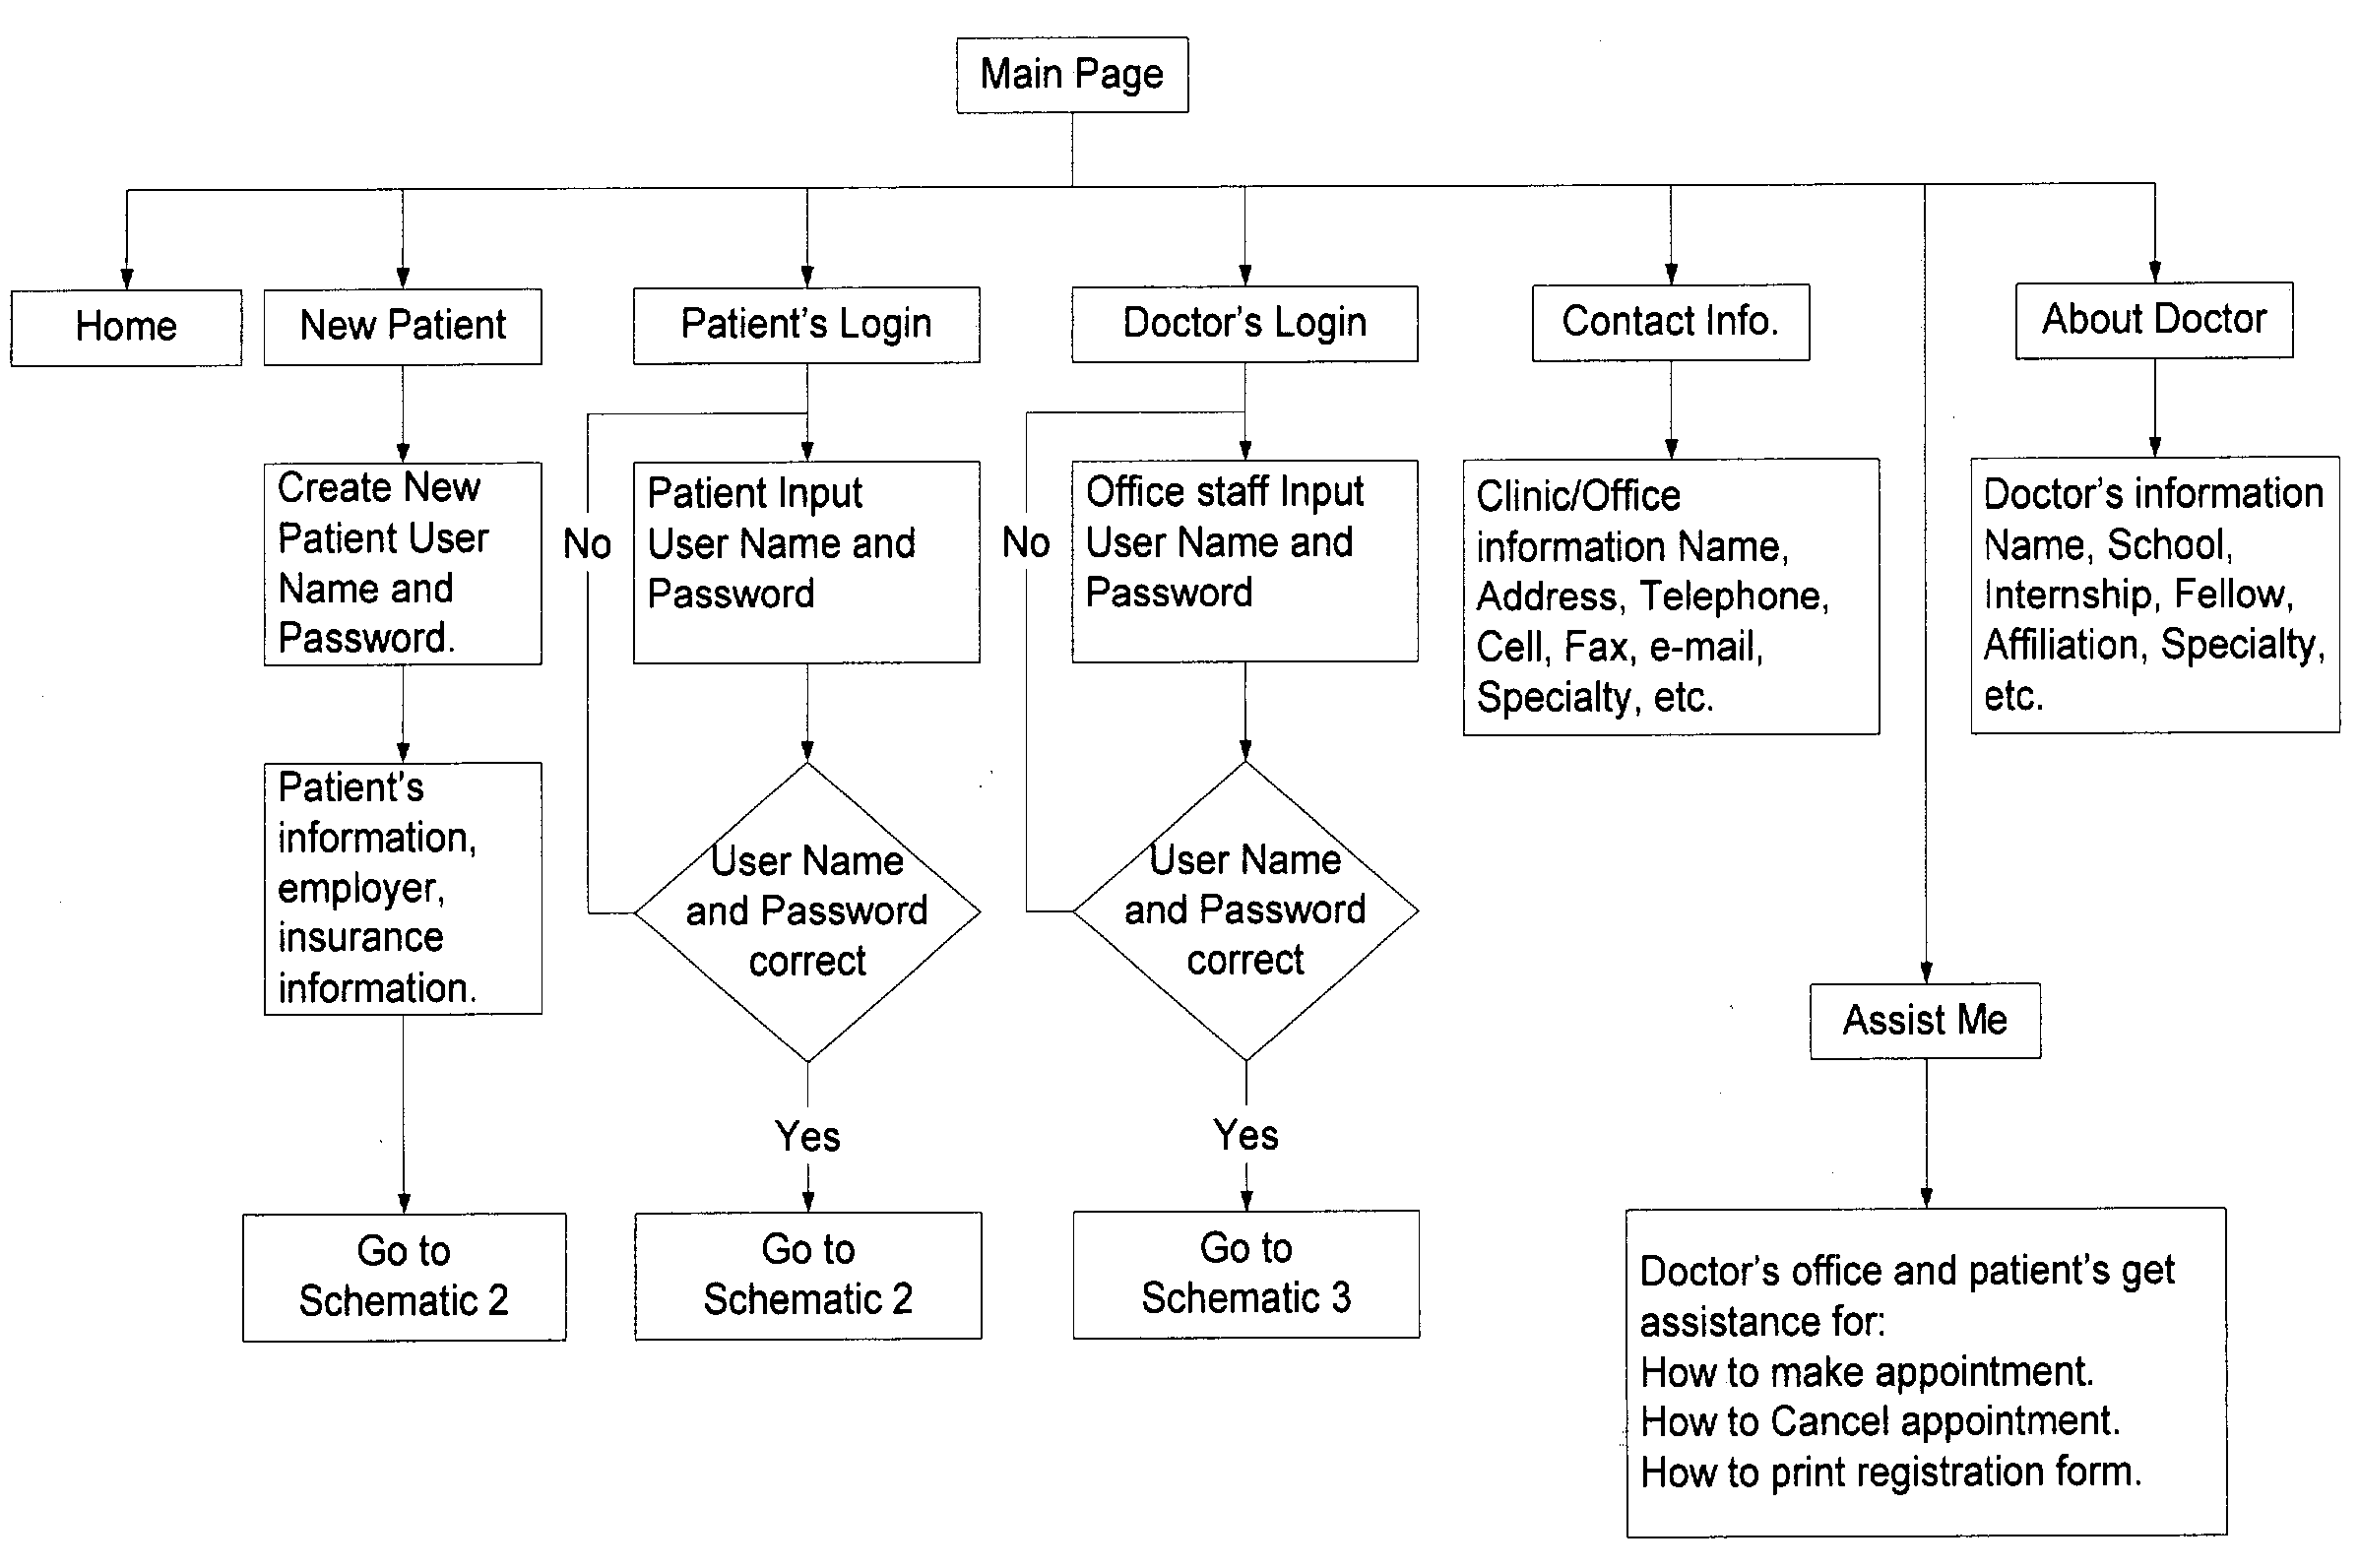 Main Page
Home
New Patient
Patient's Login
Doctor's Login
Contact Info.
About Doctor
Create New
Patient User
Name and
Password.
No
Patient Input
User Name and
Password
No
Office staff Input
User Name and
Password
Clinic/Office
information Name,
Address, Telephone,
Cell, Fax, e-mail,
Specialty, etc.
Doctor's information
Name, School,
Internship, Fellow,
Affiliation, Specialty,
etc.
Patient's
information,
employer,
insurance
information.
User Name
and Password
correct
User Name
and Password
correct
Assist Me
Yes
Yes
Go to
Schematic 2
Go to
Schematic 2
Go to
Schematic 3
Doctor's office and patient's get
assistance for:
How to make appointment.
How to Cancel appointment.
How to print registration form.